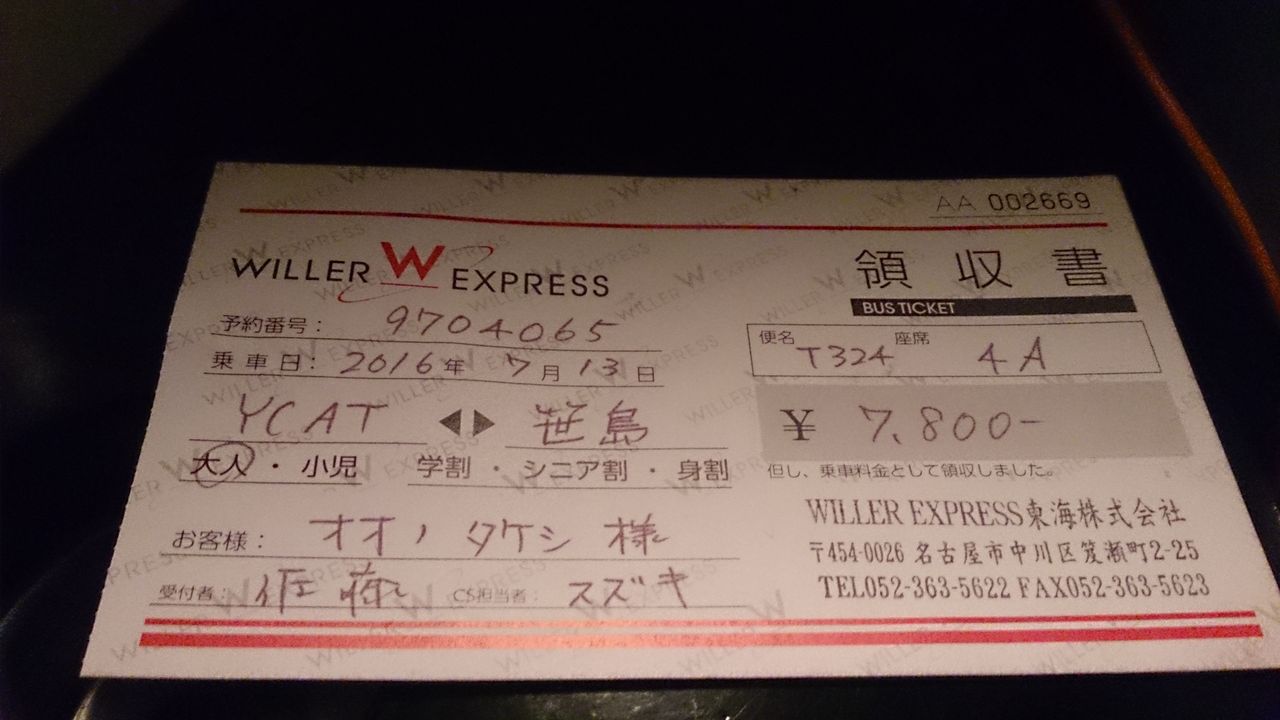 AA 002669
WILLER W EXPRESS
領収書
BUS TICKET
予約番号： 9704065
乗車日： 2016年 7月 13日
便名 T324 座席 4A
YCAT ◀▶ 笹島
¥ 7,800-
大人・小児 学割・シニア割・身割
但し、乗車料金として領収しました。
WILLER EXPRESS東海株式会社
〒454-0026 名古屋市中川区笈瀬町2-25
TEL052-363-5622 FAX052-363-5623
お客様： オオノ タケシ 様
受付者： 佐藤 CS担当者： スズキ